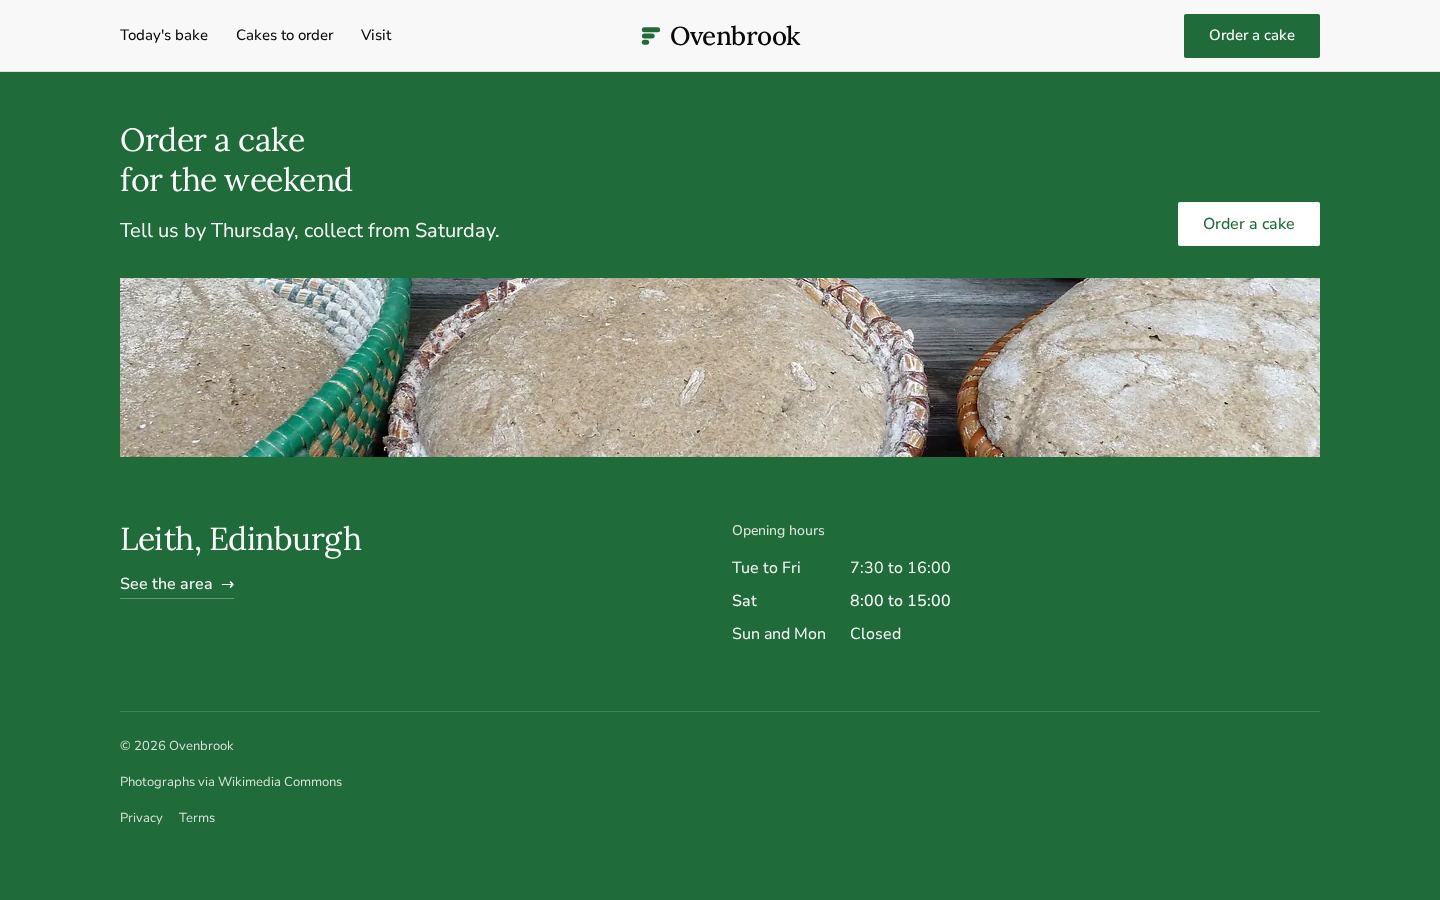 Today's bake
Cakes to order
Visit
Ovenbrook
Order a cake
Order a cake
for the weekend
Tell us by Thursday, collect from Saturday.
Order a cake
Leith, Edinburgh
See the area →
Opening hours
Tue to Fri 7:30 to 16:00
Sat 8:00 to 15:00
Sun and Mon Closed
© 2026 Ovenbrook
Photographs via Wikimedia Commons
Privacy Terms